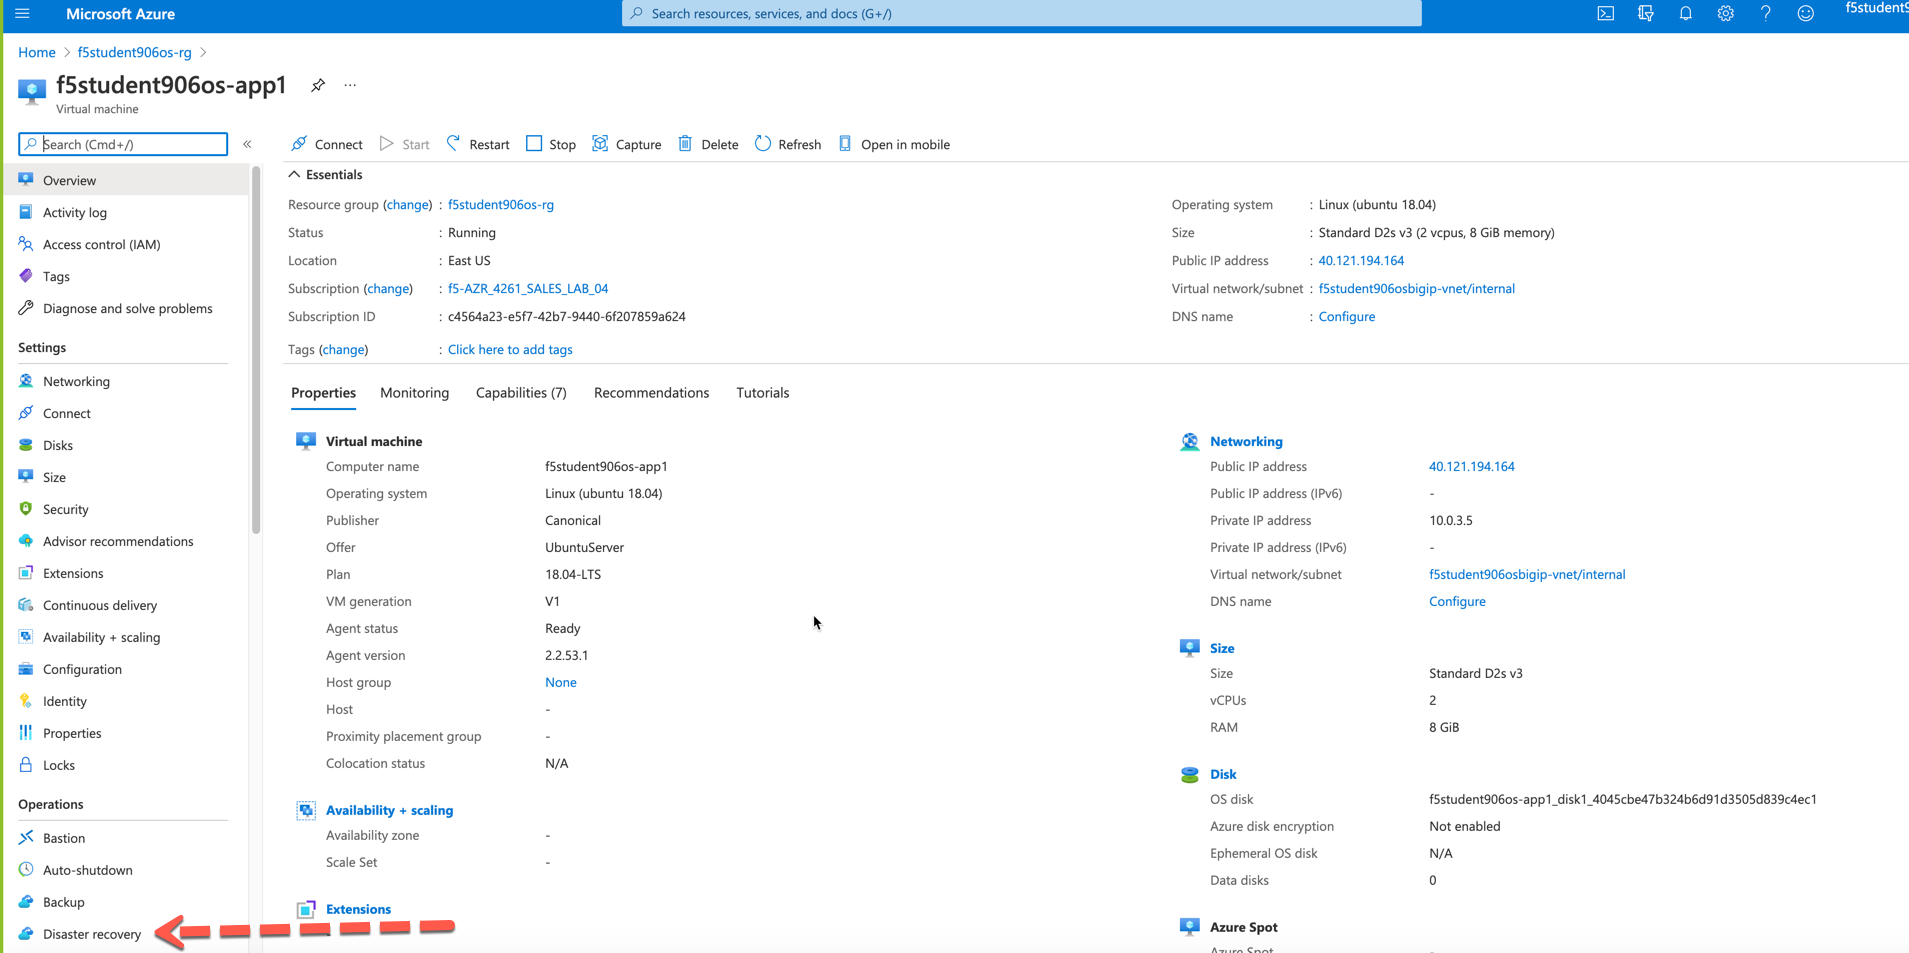 Microsoft Azure
Search resources, services, and docs (G+/)
f5student9
Home > f5student906os-rg >
f5student906os-app1 ...
Virtual machine
Search (Cmd+/)
«
Connect Start Restart Stop Capture Delete Refresh Open in mobile
Overview
Activity log
Access control (IAM)
Tags
Diagnose and solve problems
Settings
Networking
Connect
Disks
Size
Security
Advisor recommendations
Extensions
Continuous delivery
Availability + scaling
Configuration
Identity
Properties
Locks
Operations
Bastion
Auto-shutdown
Backup
Disaster recovery
Essentials
Resource group (change) : f5student906os-rg
Status : Running
Location : East US
Subscription (change) : f5-AZR_4261_SALES_LAB_04
Subscription ID : c4564a23-e5f7-42b7-9440-6f207859a624
Tags (change) : Click here to add tags
Operating system : Linux (ubuntu 18.04)
Size : Standard D2s v3 (2 vcpus, 8 GiB memory)
Public IP address : 40.121.194.164
Virtual network/subnet : f5student906osbigip-vnet/internal
DNS name : Configure
Properties Monitoring Capabilities (7) Recommendations Tutorials
Virtual machine
Computer name f5student906os-app1
Operating system Linux (ubuntu 18.04)
Publisher Canonical
Offer UbuntuServer
Plan 18.04-LTS
VM generation V1
Agent status Ready
Agent version 2.2.53.1
Host group None
Host -
Proximity placement group -
Colocation status N/A
Availability + scaling
Availability zone -
Scale Set -
Extensions
Networking
Public IP address 40.121.194.164
Public IP address (IPv6) -
Private IP address 10.0.3.5
Private IP address (IPv6) -
Virtual network/subnet f5student906osbigip-vnet/internal
DNS name Configure
Size
Size Standard D2s v3
vCPUs 2
RAM 8 GiB
Disk
OS disk f5student906os-app1_disk1_4045cbe47b324b6d91d3505d839c4ec1
Azure disk encryption Not enabled
Ephemeral OS disk N/A
Data disks 0
Azure Spot
Azure Spot -